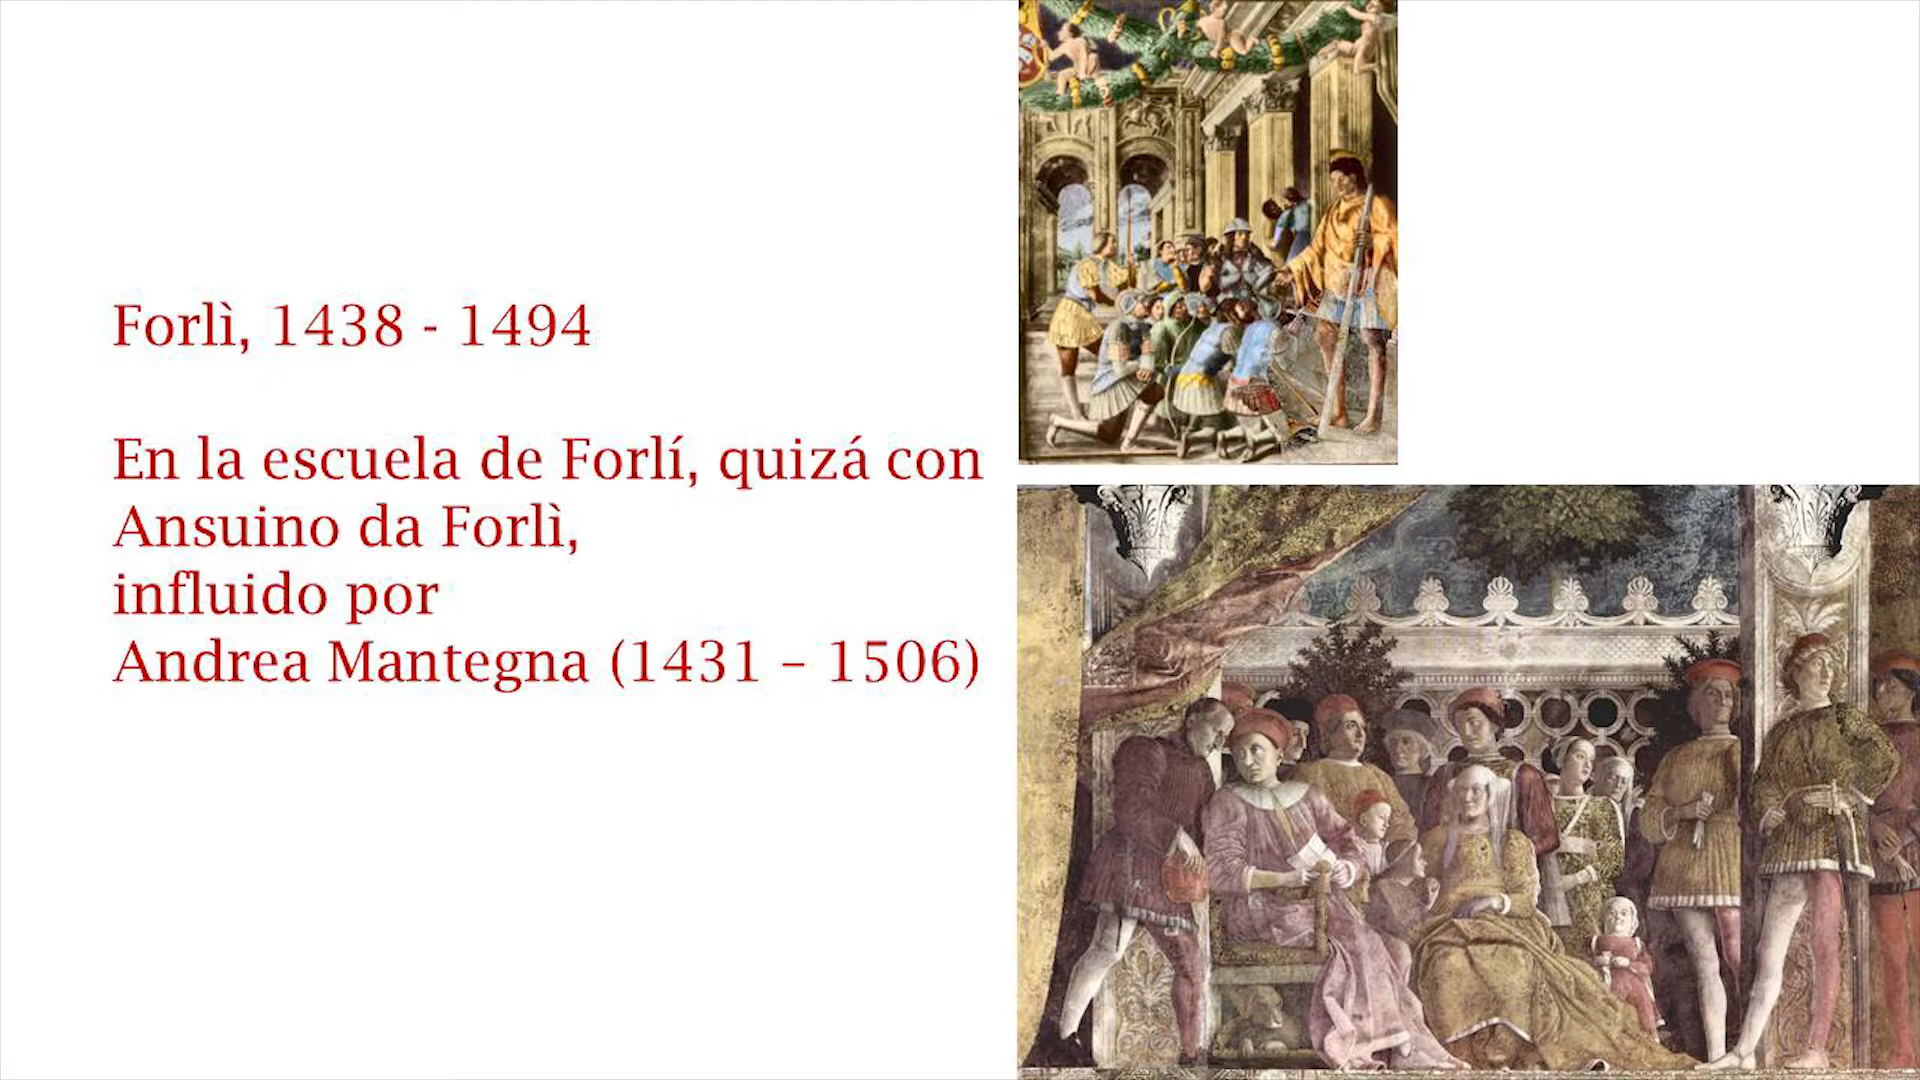 Forlì, 1438 - 1494
En la escuela de Forlí, quizá con
Ansuino da Forlì,
influido por
Andrea Mantegna (1431 – 1506)